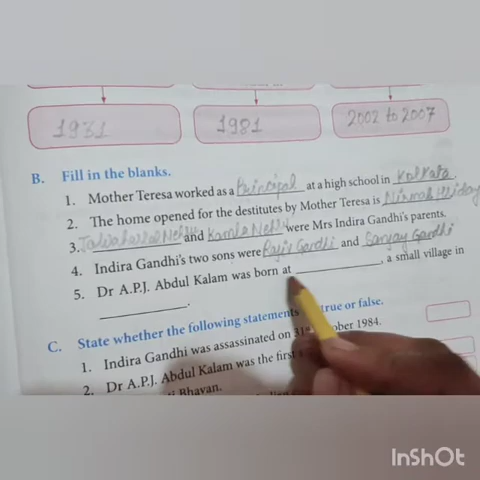 1931
1981
2002 to 2007
B. Fill in the blanks.
1. Mother Teresa worked as a Principal at a high school in Kolkata.
2. The home opened for the destitutes by Mother Teresa is Nirmal Hriday
3. Jawaharlal Nehru and Kamla Nehru were Mrs Indira Gandhi's parents.
4. Indira Gandhi's two sons were Rajiv Gandhi and Sanjay Gandhi
5. Dr A.P.J. Abdul Kalam was born at ____________, a small village in
____________.
C. State whether the following statements true or false.
1. Indira Gandhi was assassinated on 31st ober 1984.
2. Dr A.P.J. Abdul Kalam was the first
Bhavan.
InShOt